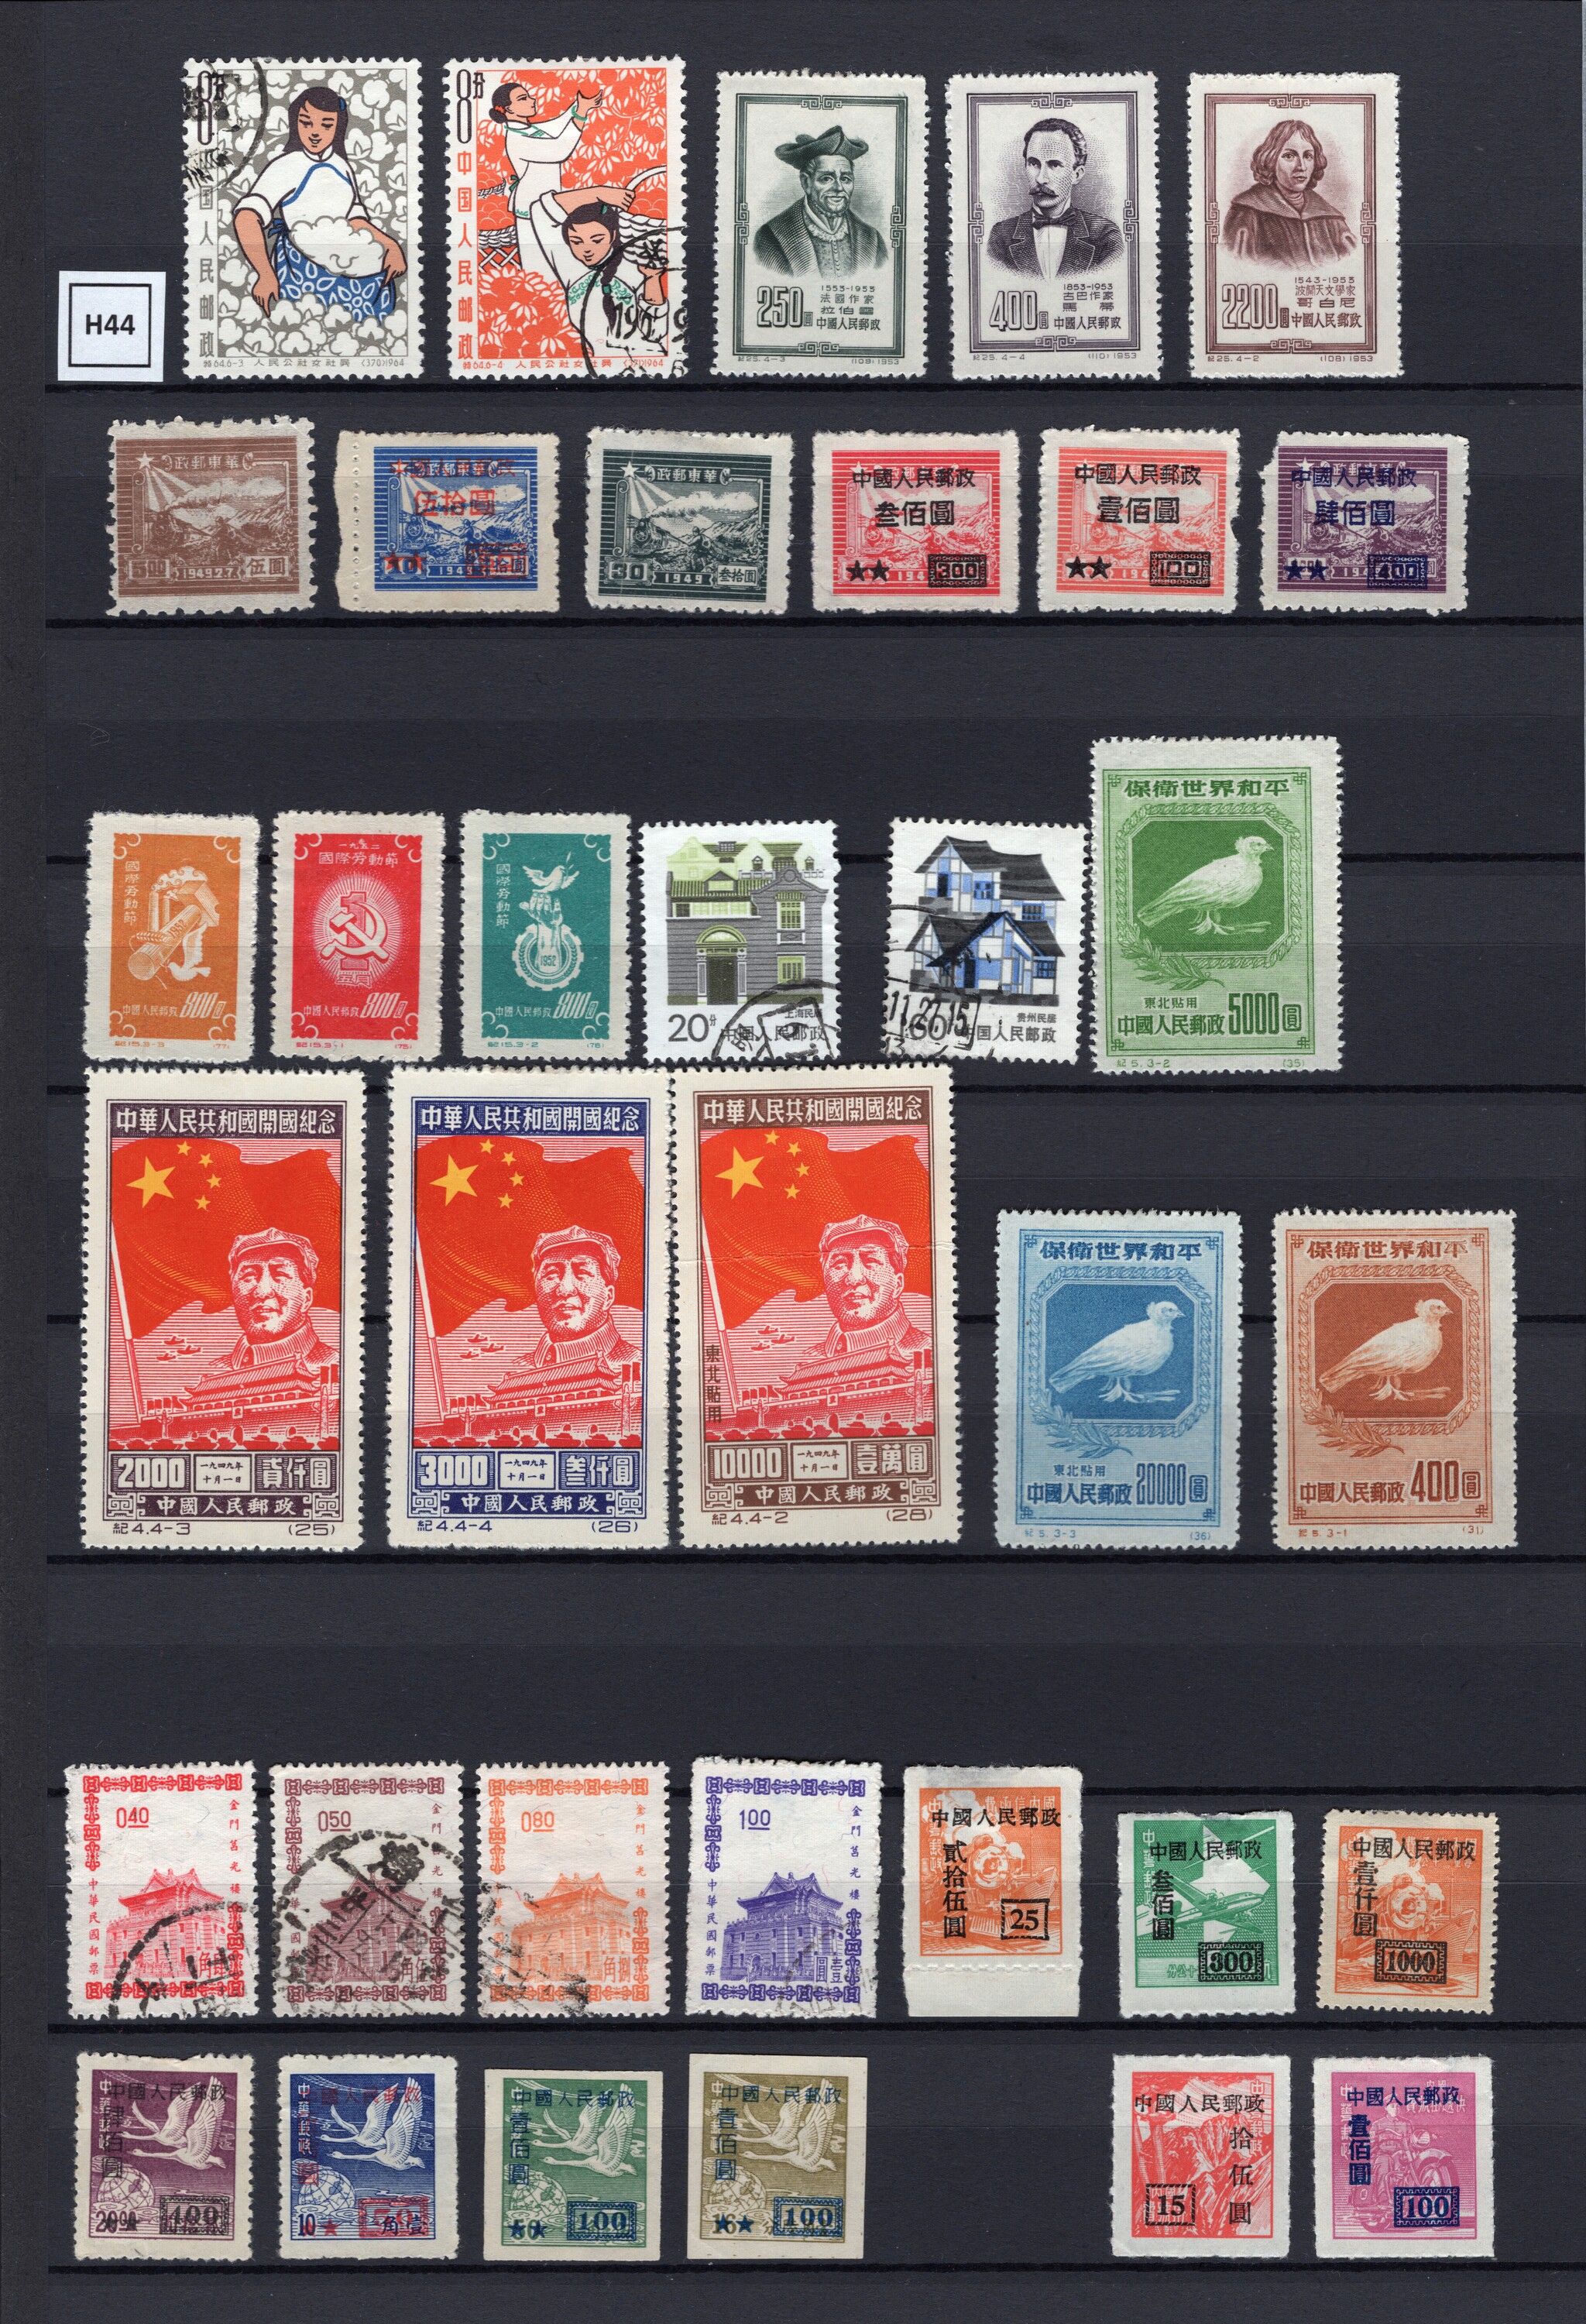 H44
8分
中国人民邮政
特64.6-3 人民公社女社員 (370)1964
8分
中国人民邮政
特64.6-4 人民公社女社員 1964
1553-1953
法國作家
拉伯雷
250圓 中國人民郵政
紀25. 4-3 1953
1853-1953
古巴作家
馬蒂
400圓 中國人民郵政
紀25. 4-4 1953
1543-1953
波蘭天文學家
哥白尼
2200圓 中國人民郵政
紀25. 4-2 1953
華東郵政
5.00 1949.2.7 伍圓
中國人民郵政
伍拾圓
10 1949
華東郵政
30 1949 叁拾圓
中國人民郵政
叁佰圓
300
中國人民郵政
壹佰圓
100
中國人民郵政
肆佰圓
400
國際勞動節
中國人民郵政 800圓
紀15.3-3 (77)
一九五二
國際勞動節
五一
中國人民郵政 800圓
紀15.3-1
國際勞動節
1952
中國人民郵政 800圓
紀15.3-2
上海民居
20分 中国人民邮政
贵州民居
60分 中国人民邮政
11.27.15
保衛世界和平
東北貼用
中國人民郵政 5000圓
紀5. 3-2 (35)
中華人民共和國開國紀念
2000 一九四九年十月一日 貳仟圓
中國人民郵政
紀4.4-3 (25)
中華人民共和國開國紀念
3000 一九四九年十月一日 叁仟圓
中國人民郵政
紀4.4-4 (26)
中華人民共和國開國紀念
東北貼用
10000 一九四九年十月一日 壹萬圓
中國人民郵政
紀4.4-2 (28)
保衛世界和平
東北貼用
中國人民郵政 20000圓
紀5. 3-3 (36)
保衛世界和平
中國人民郵政 400圓
紀5. 3-1 (31)
0.40
金門莒光樓
中華民國郵票
0.50
金門莒光樓
0.80
金門莒光樓
角捌
1.00
金門莒光樓
中華民國郵票
圓壹
中國人民郵政
貳拾伍圓
25
中國人民郵政
叁佰圓
300
中國人民郵政
壹仟圓
1000
中國人民郵政
肆佰圓
20.00 400
中國人民郵政
10 角壹
中國人民郵政
壹佰圓
50 100
中國人民郵政
壹佰圓
16 100
中國人民郵政
拾伍圓
15
中國人民郵政
壹佰圓
100